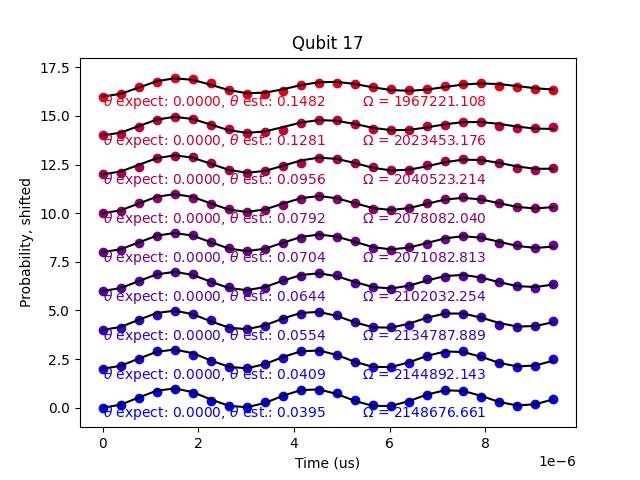 Qubit 17
17.5
θ expect: 0.0000, θ est.: 0.1482 Ω = 1967221.108
15.0
θ expect: 0.0000, θ est.: 0.1281 Ω = 2023453.176
12.5
θ expect: 0.0000, θ est.: 0.0956 Ω = 2040523.214
10.0
θ expect: 0.0000, θ est.: 0.0792 Ω = 2078082.040
7.5
θ expect: 0.0000, θ est.: 0.0704 Ω = 2071082.813
θ expect: 0.0000, θ est.: 0.0644 Ω = 2102032.254
5.0
θ expect: 0.0000, θ est.: 0.0554 Ω = 2134787.889
2.5
θ expect: 0.0000, θ est.: 0.0409 Ω = 2144892.143
0.0
θ expect: 0.0000, θ est.: 0.0395 Ω = 2148676.661
Probability, shifted
0 2 4 6 8
Time (us)
1e−6